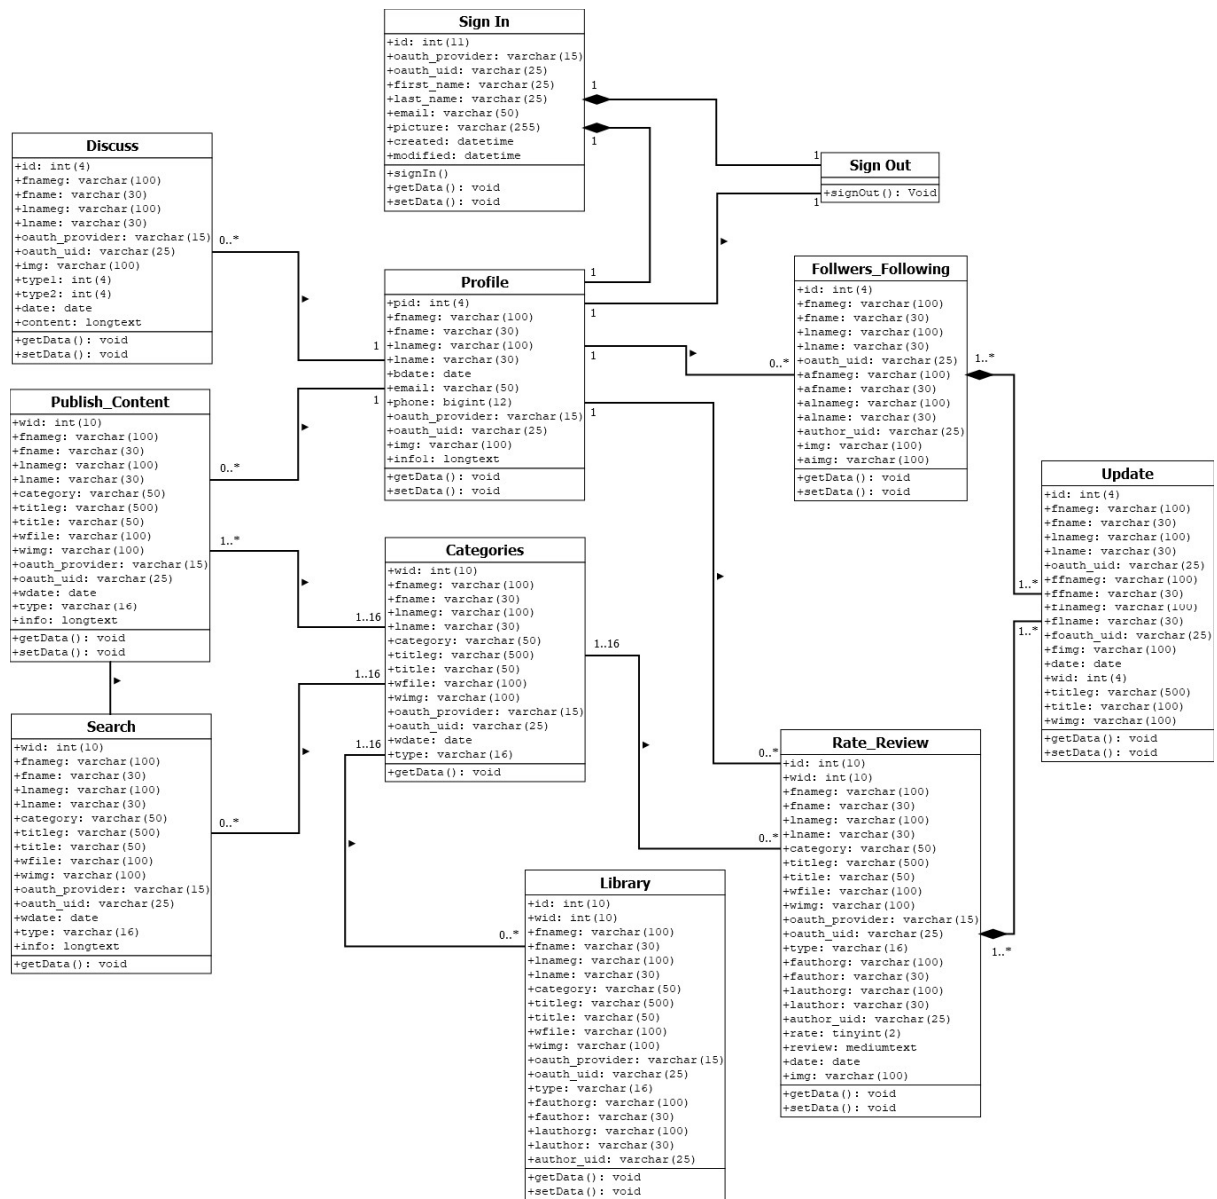 Sign In
+id: int(11)
+oauth_provider: varchar(15)
+oauth_uid: varchar(25)
+first_name: varchar(25)
+last_name: varchar(25)
+email: varchar(50)
+picture: varchar(255)
+created: datetime
+modified: datetime
+signIn()
+getData(): void
+setData(): void
1
1
Discuss
+id: int(4)
+fnameg: varchar(100)
+fname: varchar(30)
+lnameg: varchar(100)
+lname: varchar(30)
+oauth_provider: varchar(15)
+oauth_uid: varchar(25)
+img: varchar(100)
+type1: int(4)
+type2: int(4)
+date: date
+content: longtext
+getData(): void
+setData(): void
0..*
1
Sign Out
+signOut(): Void
1
1
Profile
+pid: int(4)
+fnameg: varchar(100)
+fname: varchar(30)
+lnameg: varchar(100)
+lname: varchar(30)
+bdate: date
+email: varchar(50)
+phone: bigint(12)
+oauth_provider: varchar(15)
+oauth_uid: varchar(25)
+img: varchar(100)
+info1: longtext
+getData(): void
+setData(): void
1
1
1
1
1
Follwers_Following
+id: int(4)
+fnameg: varchar(100)
+fname: varchar(30)
+lnameg: varchar(100)
+lname: varchar(30)
+oauth_uid: varchar(25)
+afnameg: varchar(100)
+afname: varchar(30)
+alnameg: varchar(100)
+alname: varchar(30)
+author_uid: varchar(25)
+img: varchar(100)
+aimg: varchar(100)
+getData(): void
+setData(): void
0..*
1..*
Publish_Content
+wid: int(10)
+fnameg: varchar(100)
+fname: varchar(30)
+lnameg: varchar(100)
+lname: varchar(30)
+category: varchar(50)
+titleg: varchar(500)
+title: varchar(50)
+wfile: varchar(100)
+wimg: varchar(100)
+oauth_provider: varchar(15)
+oauth_uid: varchar(25)
+wdate: date
+type: varchar(16)
+info: longtext
+getData(): void
+setData(): void
0..*
1..*
Update
+id: int(4)
+fnameg: varchar(100)
+fname: varchar(30)
+lnameg: varchar(100)
+lname: varchar(30)
+oauth_uid: varchar(25)
+ffnameg: varchar(100)
+ffname: varchar(30)
+flnameg: varchar(100)
+flname: varchar(30)
+foauth_uid: varchar(25)
+fimg: varchar(100)
+date: date
+wid: int(4)
+titleg: varchar(500)
+title: varchar(100)
+wimg: varchar(100)
+getData(): void
+setData(): void
1..*
1..*
Categories
+wid: int(10)
+fnameg: varchar(100)
+fname: varchar(30)
+lnameg: varchar(100)
+lname: varchar(30)
+category: varchar(50)
+titleg: varchar(500)
+title: varchar(50)
+wfile: varchar(100)
+wimg: varchar(100)
+oauth_provider: varchar(15)
+oauth_uid: varchar(25)
+wdate: date
+type: varchar(16)
+getData(): void
1..16
1..16
1..16
1..16
Search
+wid: int(10)
+fnameg: varchar(100)
+fname: varchar(30)
+lnameg: varchar(100)
+lname: varchar(30)
+category: varchar(50)
+titleg: varchar(500)
+title: varchar(50)
+wfile: varchar(100)
+wimg: varchar(100)
+oauth_provider: varchar(15)
+oauth_uid: varchar(25)
+wdate: date
+type: varchar(16)
+info: longtext
+getData(): void
0..*
Rate_Review
+id: int(10)
+wid: int(10)
+fnameg: varchar(100)
+fname: varchar(30)
+lnameg: varchar(100)
+lname: varchar(30)
+category: varchar(50)
+titleg: varchar(500)
+title: varchar(50)
+wfile: varchar(100)
+wimg: varchar(100)
+oauth_provider: varchar(15)
+oauth_uid: varchar(25)
+type: varchar(16)
+fauthorg: varchar(100)
+fauthor: varchar(30)
+lauthorg: varchar(100)
+lauthor: varchar(30)
+author_uid: varchar(25)
+rate: tinyint(2)
+review: mediumtext
+date: date
+img: varchar(100)
+getData(): void
+setData(): void
0..*
0..*
1..*
Library
+id: int(10)
+wid: int(10)
+fnameg: varchar(100)
+fname: varchar(30)
+lnameg: varchar(100)
+lname: varchar(30)
+category: varchar(50)
+titleg: varchar(500)
+title: varchar(50)
+wfile: varchar(100)
+wimg: varchar(100)
+oauth_provider: varchar(15)
+oauth_uid: varchar(25)
+type: varchar(16)
+fauthorg: varchar(100)
+fauthor: varchar(30)
+lauthorg: varchar(100)
+lauthor: varchar(30)
+author_uid: varchar(25)
+getData(): void
+setData(): void
0..*